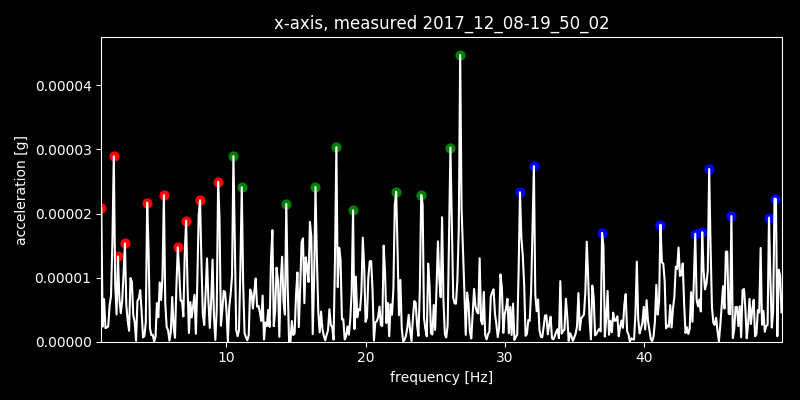 x-axis, measured 2017_12_08-19_50_02
acceleration [g]
0.00004
0.00003
0.00002
0.00001
0.00000
10 20 30 40
frequency [Hz]